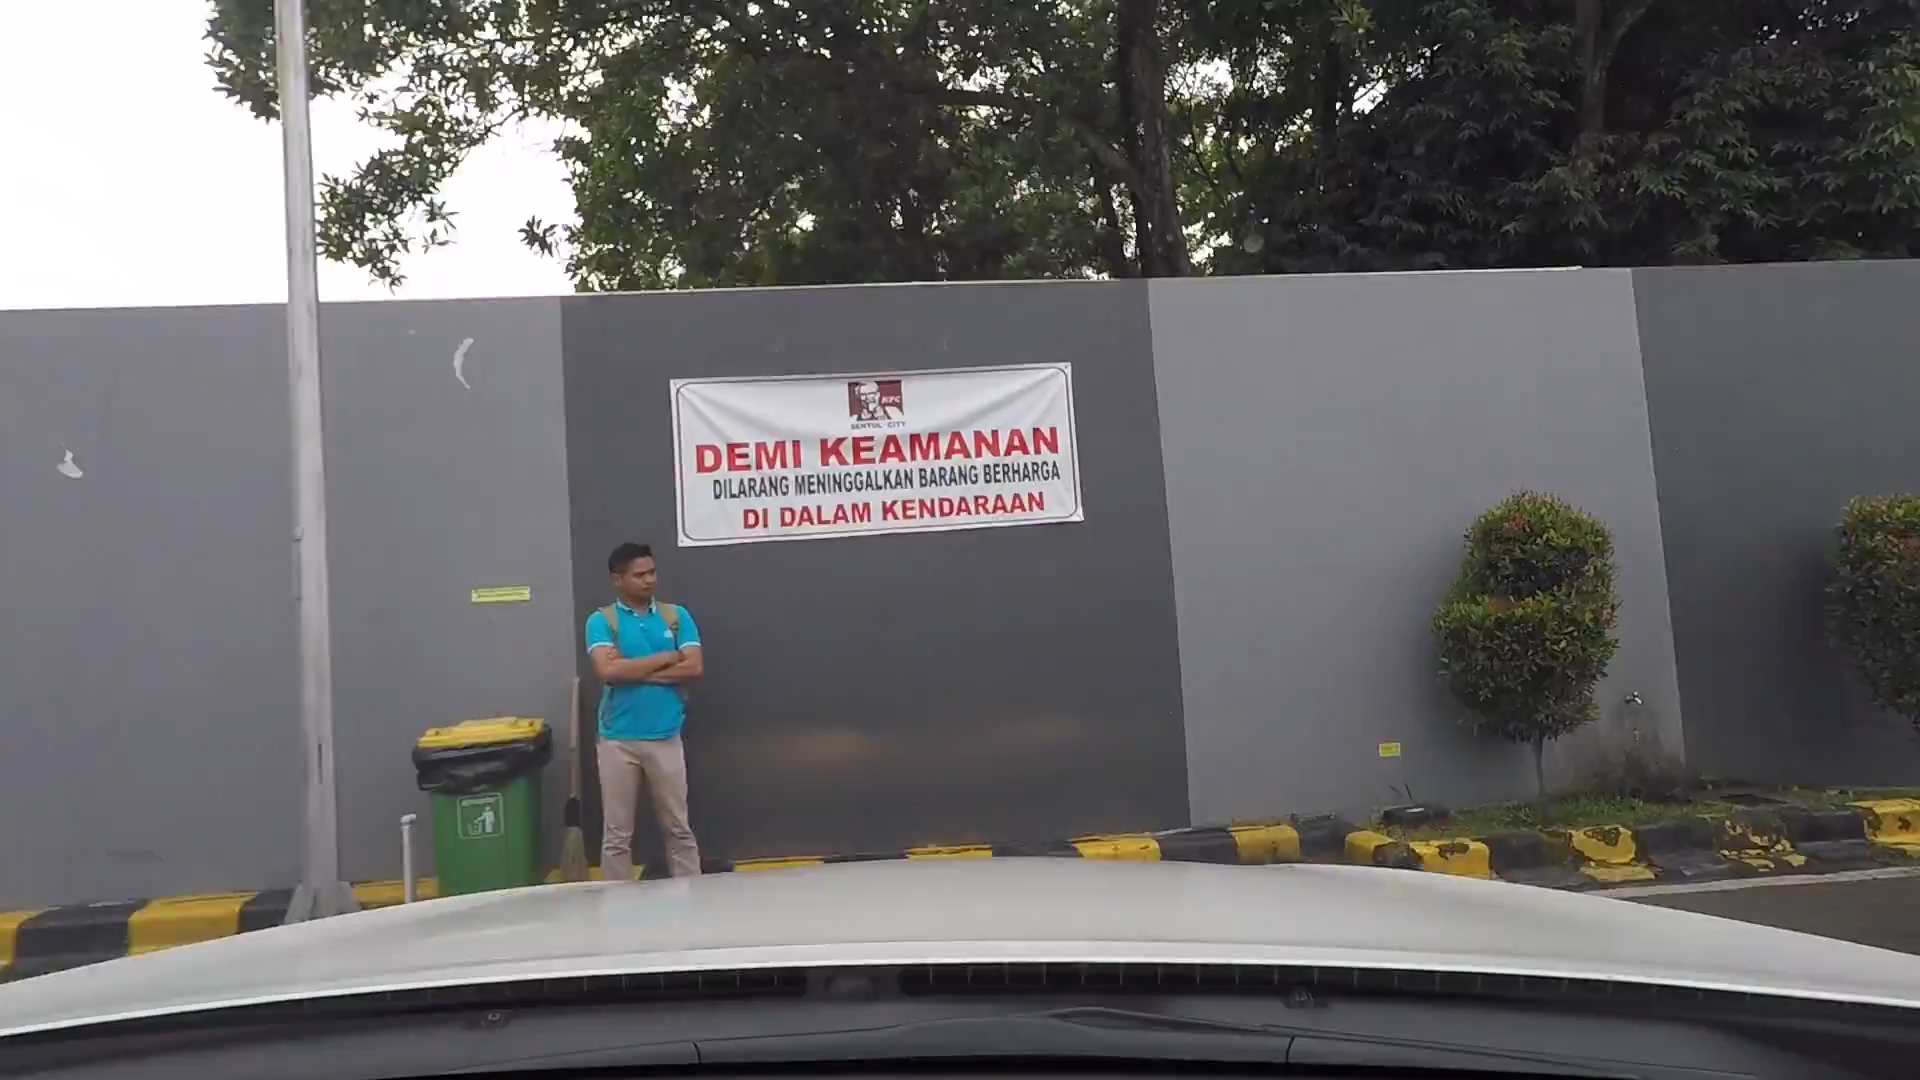 KFC
SENTUL CITY
DEMI KEAMANAN
DILARANG MENINGGALKAN BARANG BERHARGA
DI DALAM KENDARAAN